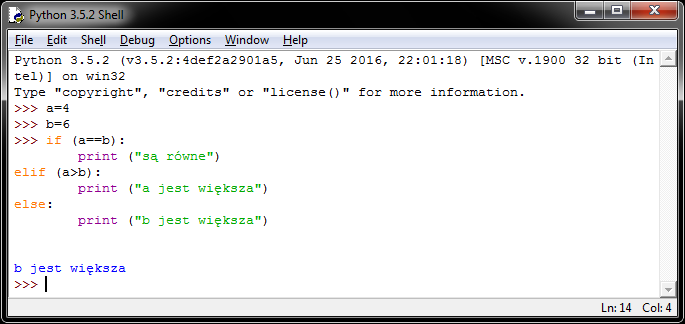 Python 3.5.2 Shell
File Edit Shell Debug Options Window Help
Python 3.5.2 (v3.5.2:4def2a2901a5, Jun 25 2016, 22:01:18) [MSC v.1900 32 bit (In
tel)] on win32
Type "copyright", "credits" or "license()" for more information.
>>> a=4
>>> b=6
>>> if (a==b):
        print ("są równe")
elif (a>b):
        print ("a jest większa")
else:
        print ("b jest większa")
b jest większa
>>>
Ln: 14 Col: 4